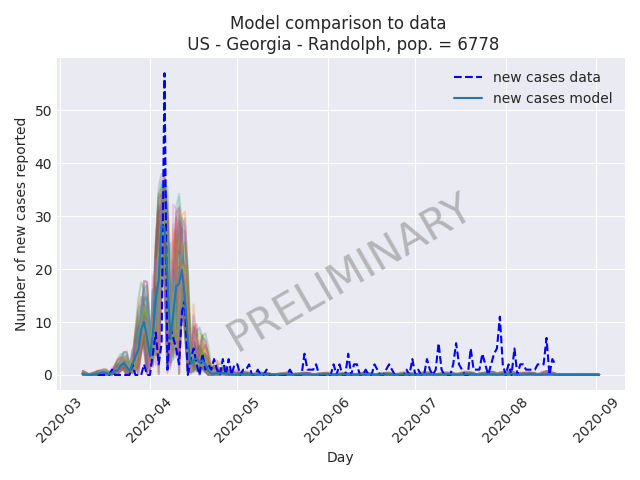 Model comparison to data
US - Georgia - Randolph, pop. = 6778
new cases data
new cases model
PRELIMINARY
Number of new cases reported
50
40
30
20
10
0
2020-03
2020-04
2020-05
2020-06
2020-07
2020-08
2020-09
Day